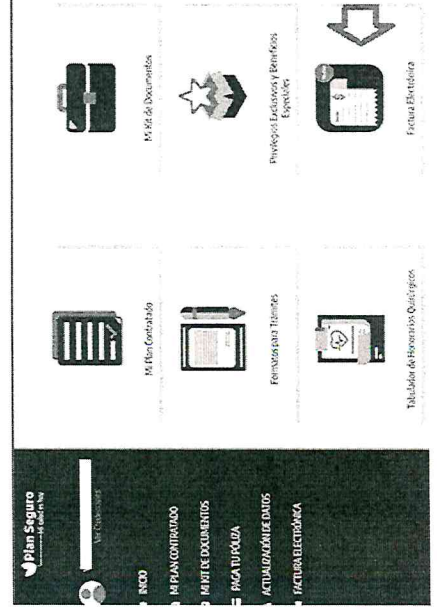 Plan Seguro
Ver Credenciales
INICIO
MI PLAN CONTRATADO
MI KIT DE DOCUMENTOS
PAGA TU PÓLIZA
ACTUALIZACIÓN DE DATOS
FACTURA ELECTRÓNICA
Mi Plan Contratado
Mi Kit de Documentos
Formatos para Trámites
Privilegios Exclusivos y Beneficios
Especiales
Tabulador de Honorarios Quirúrgicos
Factura Electrónica